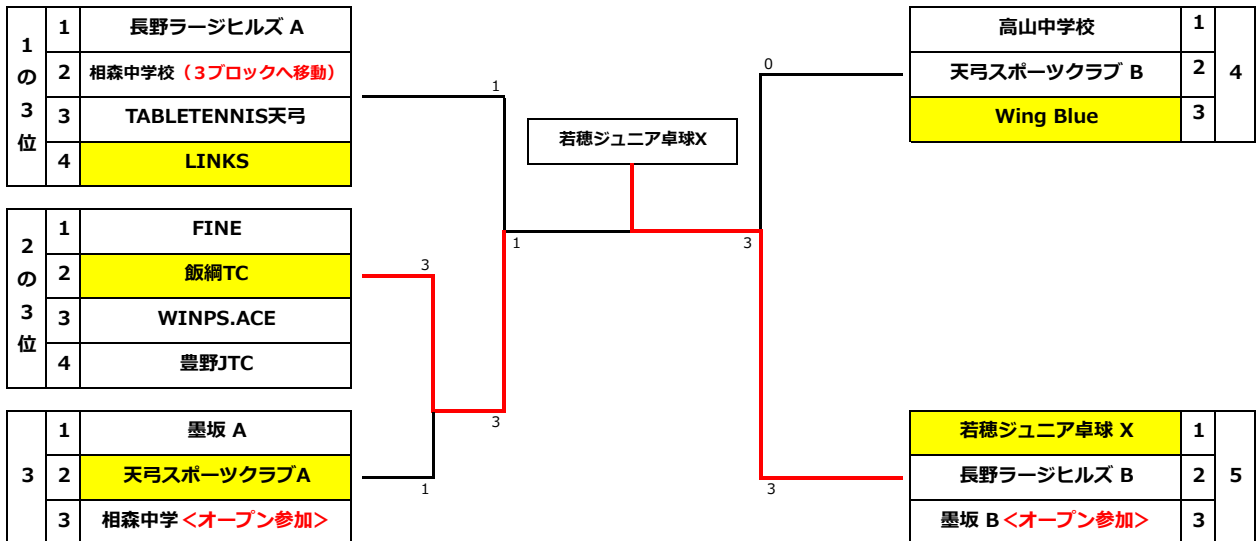 1の3位
1 長野ラージヒルズ A
2 相森中学校（３ブロックへ移動）
3 TABLETENNIS天弓
4 LINKS
2の3位
1 FINE
2 飯綱TC
3 WINPS.ACE
4 豊野JTC
3
1 墨坂 A
2 天弓スポーツクラブA
3 相森中学<オープン参加>
1
3
1
3
1
若穂ジュニア卓球X
0
3
3
高山中学校 1
天弓スポーツクラブ B 2
Wing Blue 3
4
若穂ジュニア卓球 X 1
長野ラージヒルズ B 2
墨坂 B<オープン参加> 3
5